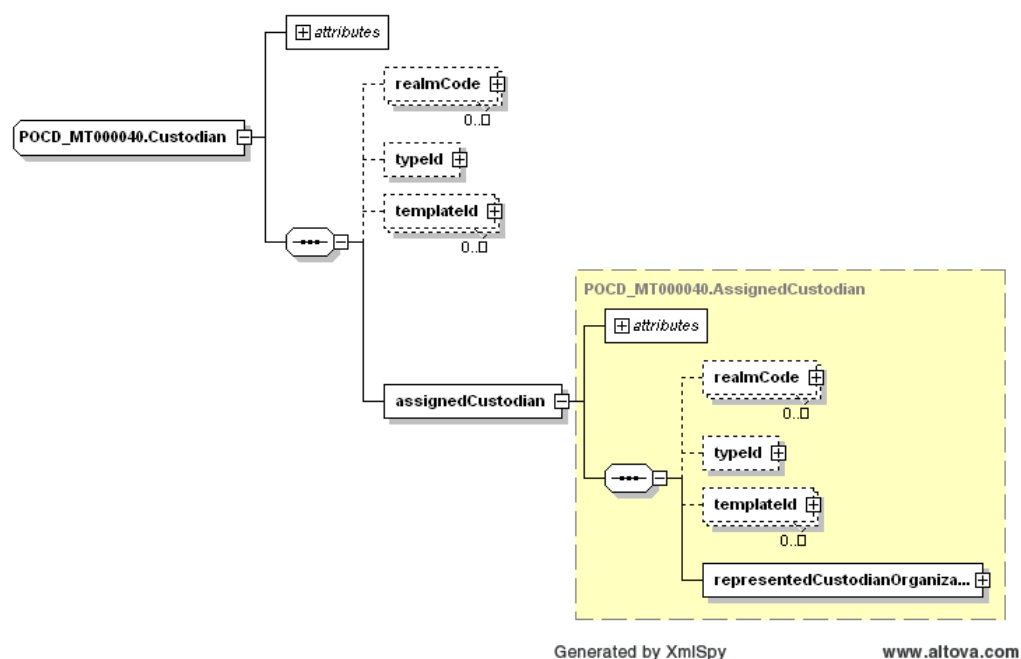 attributes
realmCode
0..
POCD_MT000040.Custodian
typeId
templateId
0..
POCD_MT000040.AssignedCustodian
attributes
realmCode
0..
assignedCustodian
typeId
templateId
0..
representedCustodianOrganiza...
Generated by XmlSpy www.altova.com